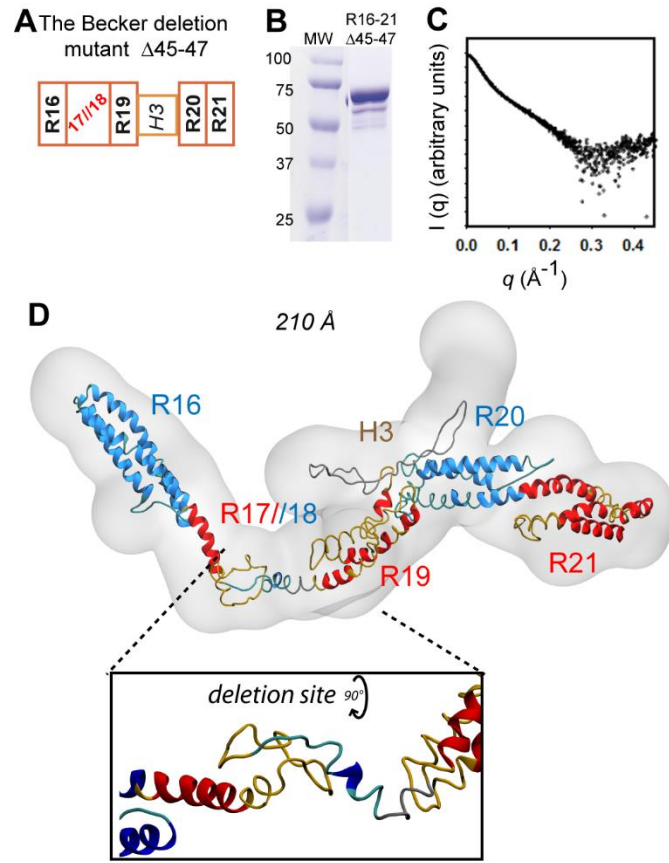 A The Becker deletion
mutant Δ45-47
R16
17//18
R19
H3
R20
R21
B
R16-21
MW Δ45-47
100
75
50
37
25
C
I (q) (arbitrary units)
0.0 0.1 0.2 0.3 0.4
q (Å⁻¹)
D
210 Å
R16
R20
H3
R17//18
R19
R21
deletion site 90°